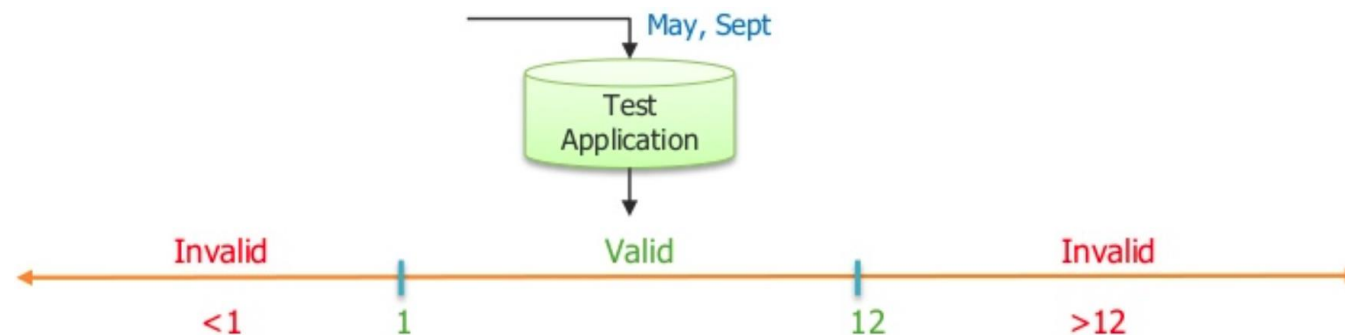 May, Sept
Test
Application
Invalid Valid Invalid
<1 1 12 >12